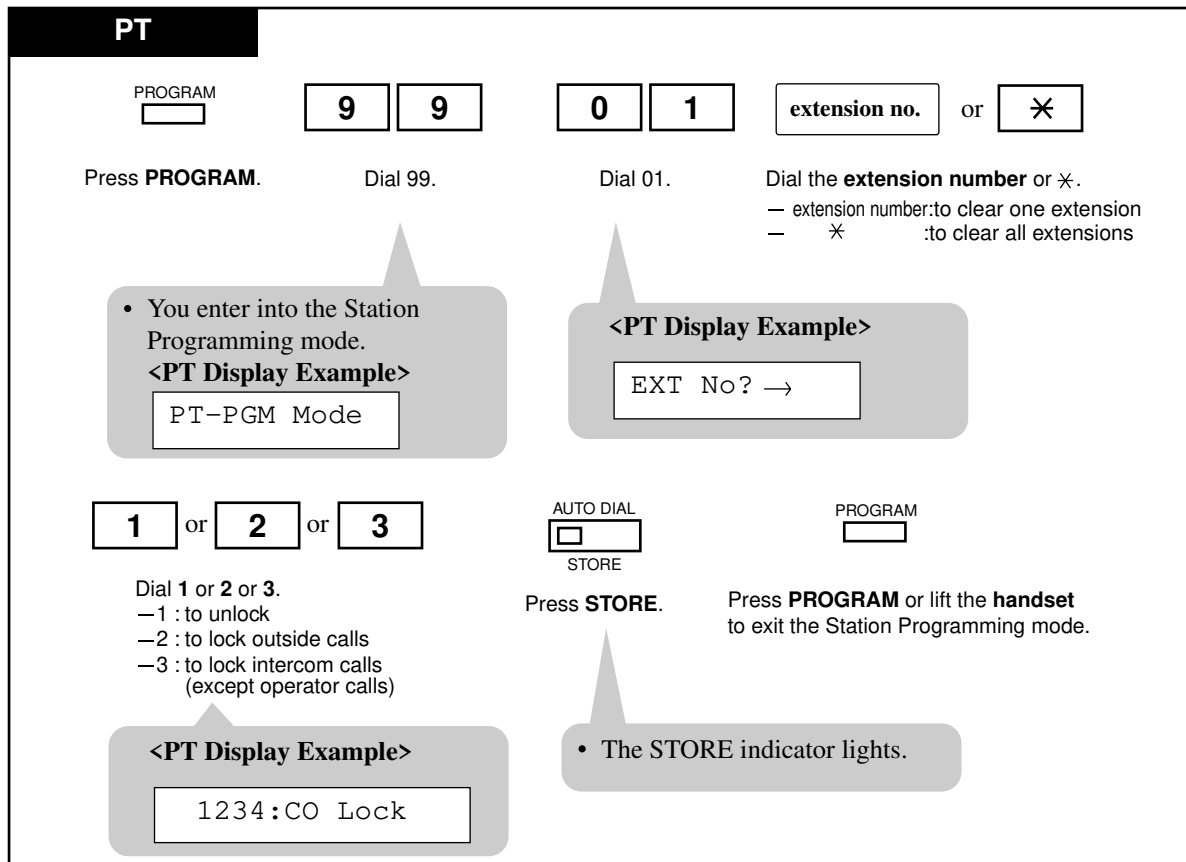 PT
PROGRAM
9 9 0 1 extension no. or ✳
Press PROGRAM. Dial 99. Dial 01. Dial the extension number or ✳.
— extension number:to clear one extension
— ✳ :to clear all extensions
• You enter into the Station
Programming mode.
<PT Display Example>
PT-PGM Mode
<PT Display Example>
EXT No? →
1 or 2 or 3
Dial 1 or 2 or 3.
—1 : to unlock
—2 : to lock outside calls
—3 : to lock intercom calls
(except operator calls)
<PT Display Example>
1234:CO Lock
AUTO DIAL
STORE
Press STORE.
• The STORE indicator lights.
PROGRAM
Press PROGRAM or lift the handset
to exit the Station Programming mode.